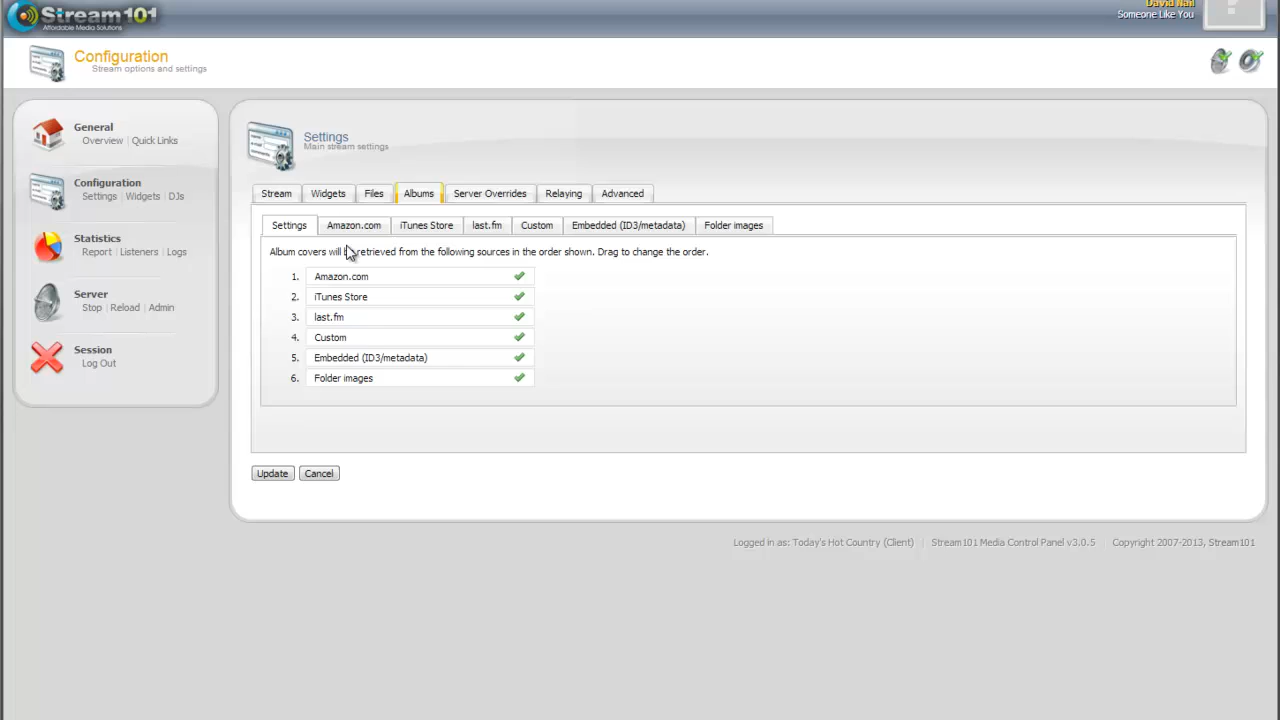 Stream101
Affordable Media Solutions
David Nail
Someone Like You
?
Configuration
Stream options and settings
General
Overview | Quick Links
Configuration
Settings | Widgets | DJs
Statistics
Report | Listeners | Logs
Server
Stop | Reload | Admin
Session
Log Out
Settings
Main stream settings
Stream Widgets Files Albums Server Overrides Relaying Advanced
Settings Amazon.com iTunes Store last.fm Custom Embedded (ID3/metadata) Folder images
Album covers will be retrieved from the following sources in the order shown. Drag to change the order.
1. Amazon.com
2. iTunes Store
3. last.fm
4. Custom
5. Embedded (ID3/metadata)
6. Folder images
Update Cancel
Logged in as: Today's Hot Country (Client) | Stream101 Media Control Panel v3.0.5 | Copyright 2007-2013, Stream101